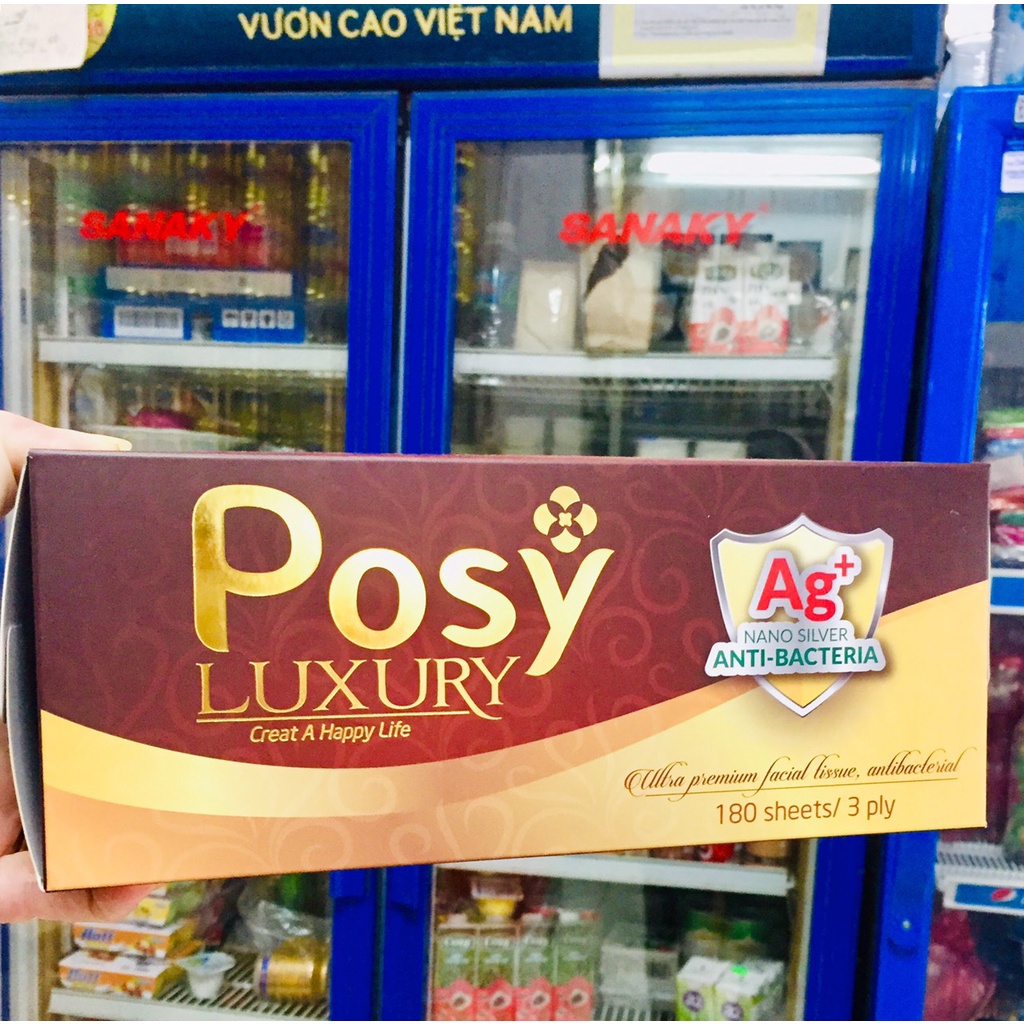 VƯƠN CAO VIỆT NAM
SANAKY
SANAKY
Posy
LUXURY
Creat A Happy Life
Ag+
NANO SILVER
ANTI-BACTERIA
Ultra premium facial tissue, antibacterial
180 sheets/ 3 ply